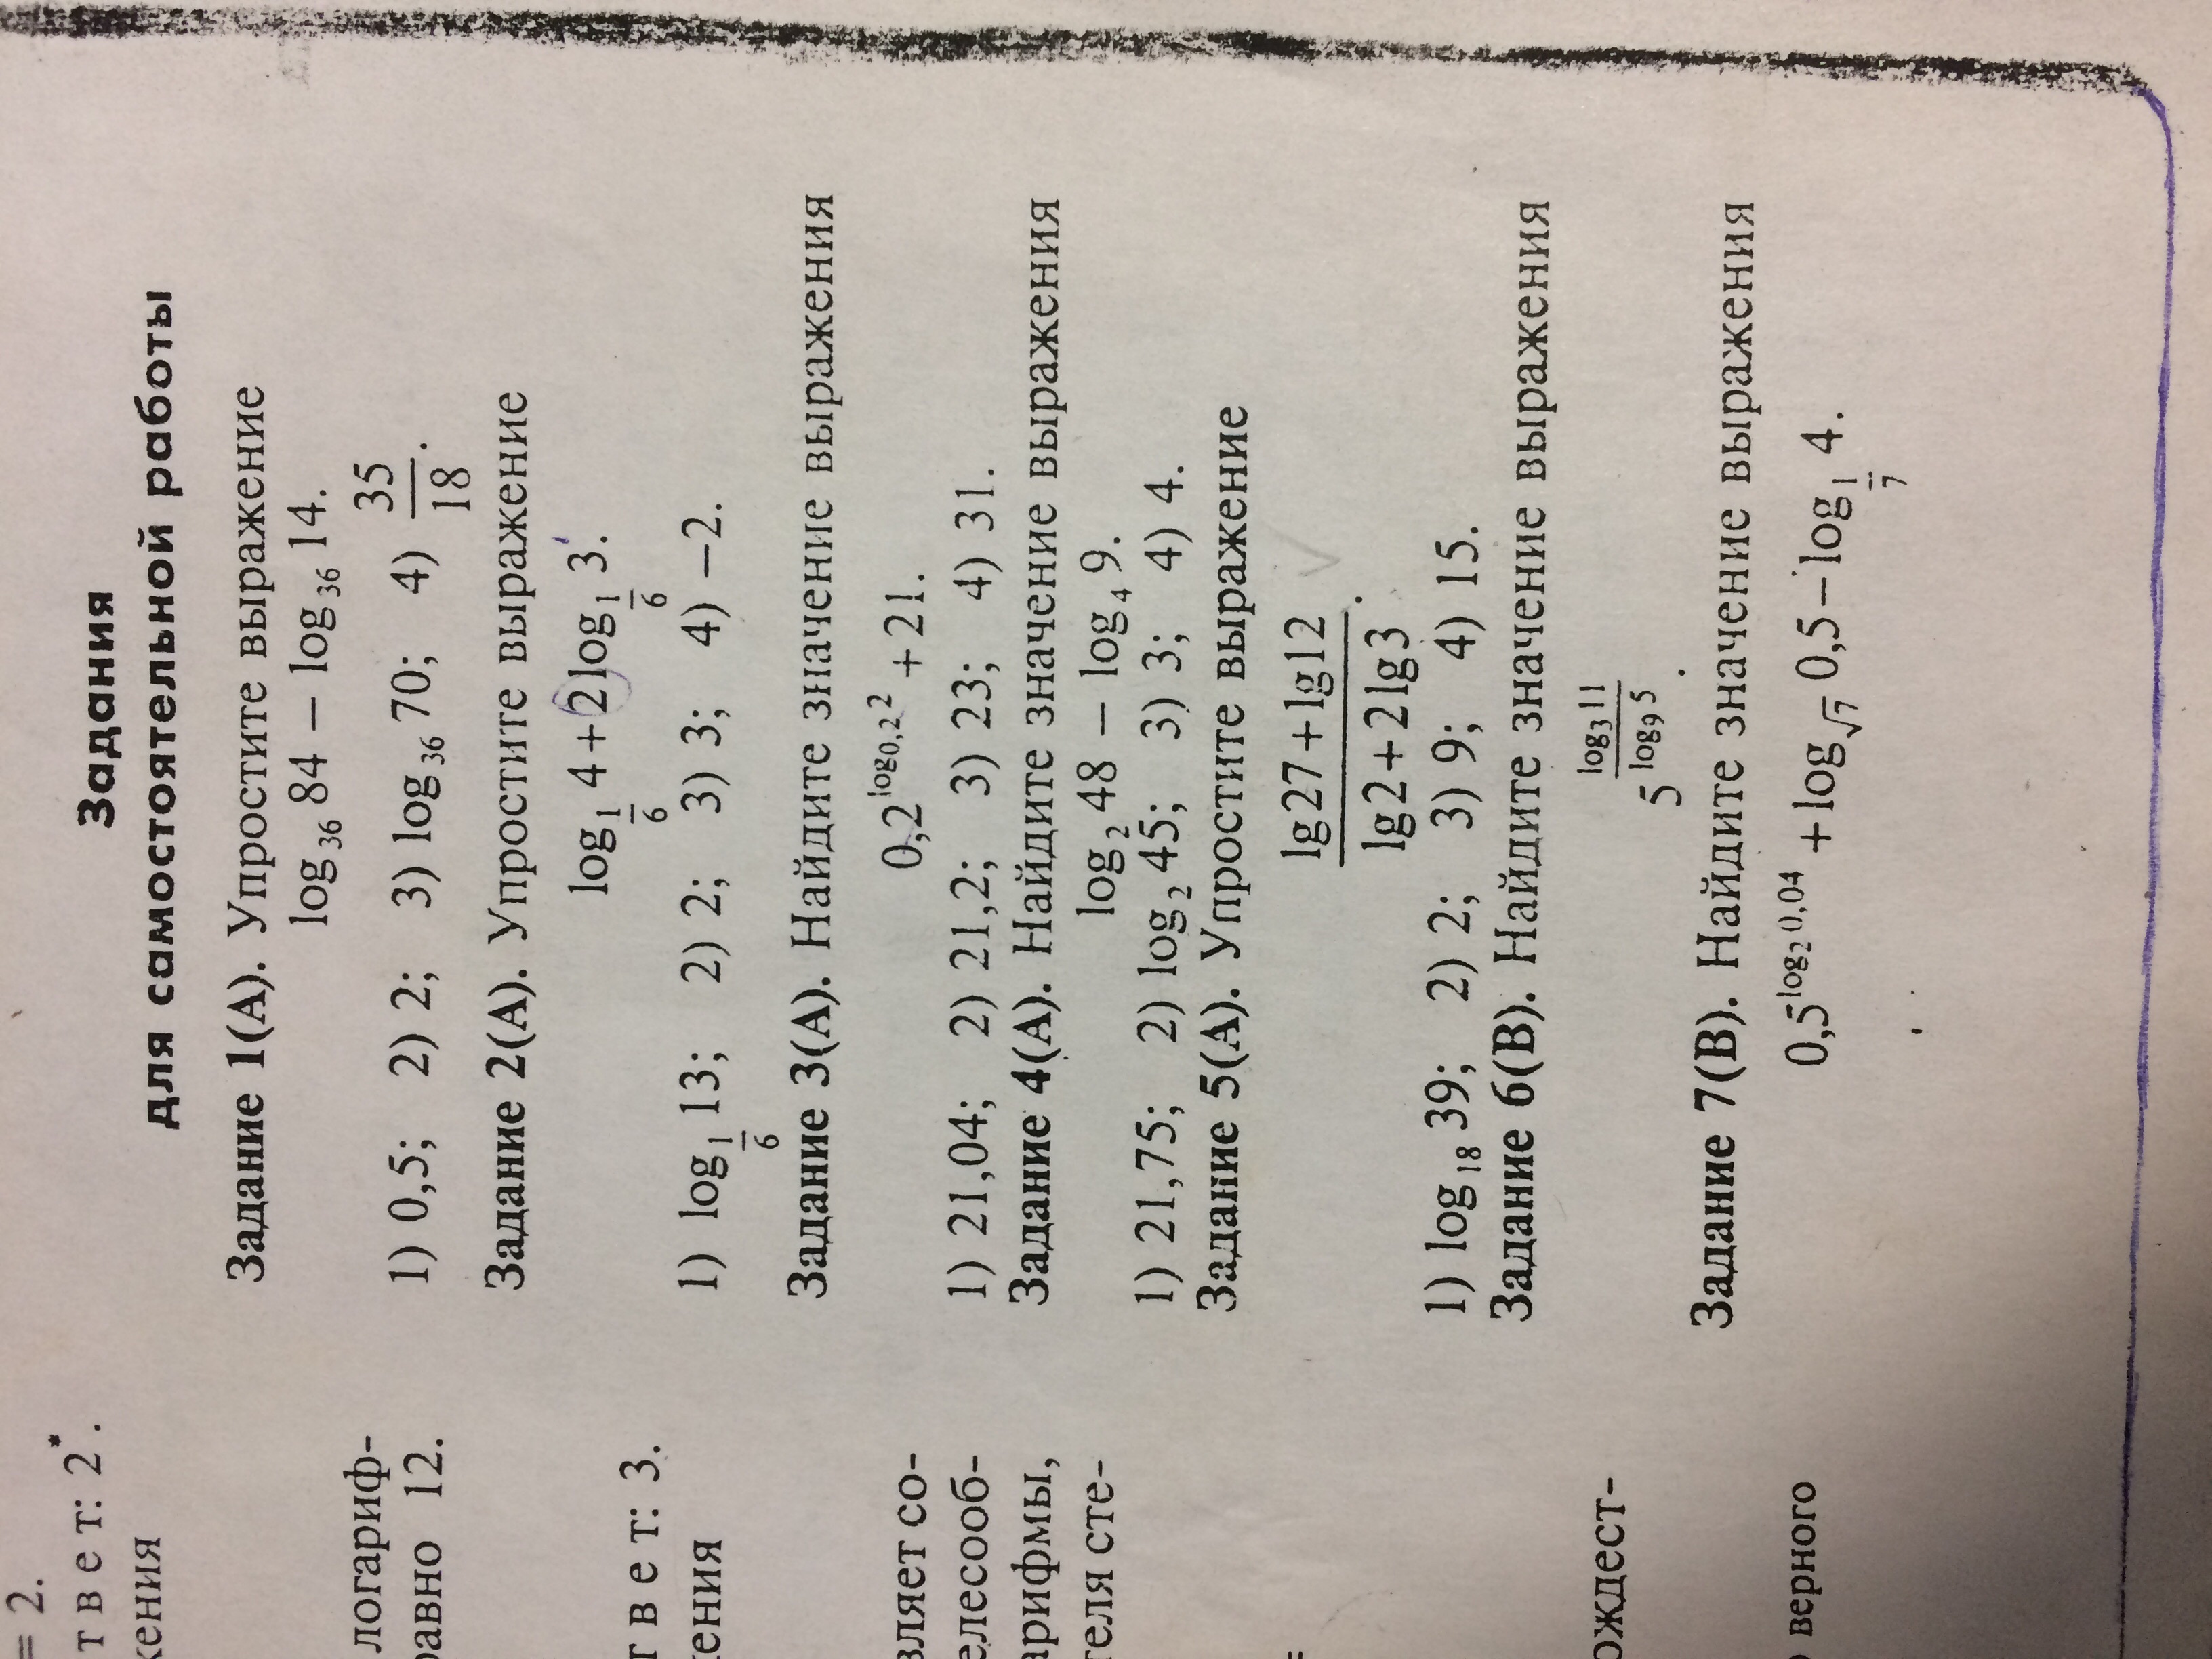 = 2.
т в е т: 2*.
жения
логариф-
равно 12.
т в е т: 3.
жения
вляет со-
елесооб-
арифмы,
теля сте-
=
ождест-
верного
Задания
для самостоятельной работы
Задание 1(А). Упростите выражение
log₃₆ 84 − log₃₆ 14.
1) 0,5; 2) 2; 3) log₃₆ 70; 4) 35/18.
Задание 2(А). Упростите выражение
log_{1/6} 4 + 2log_{1/6} 3.
1) log_{1/6} 13; 2) 2; 3) 3; 4) −2.
Задание 3(А). Найдите значение выражения
0,2^{log_{0,2} 2} + 21.
1) 21,04; 2) 21,2; 3) 23; 4) 31.
Задание 4(А). Найдите значение выражения
log₂ 48 − log₄ 9.
1) 21,75; 2) log₂ 45; 3) 3; 4) 4.
Задание 5(А). Упростите выражение
lg27 + lg12
lg2 + 2lg3.
1) log₁₈ 39; 2) 2; 3) 9; 4) 15.
Задание 6(В). Найдите значение выражения
5^{log₃11/log₉5}.
Задание 7(В). Найдите значение выражения
0,5^{log₂0,04} + log_{√7} 0,5 − log_{1/7} 4.